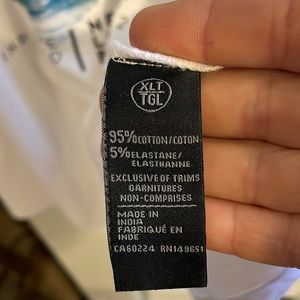 XLT
TGL
95% COTTON/COTON
5% ELASTANE/
ELASTHANNE
EXCLUSIVE OF TRIMS
GARNITURES
NON-COMPRISES
MADE IN
INDIA
FABRIQUÉ EN
INDE
CA60224 RN149651